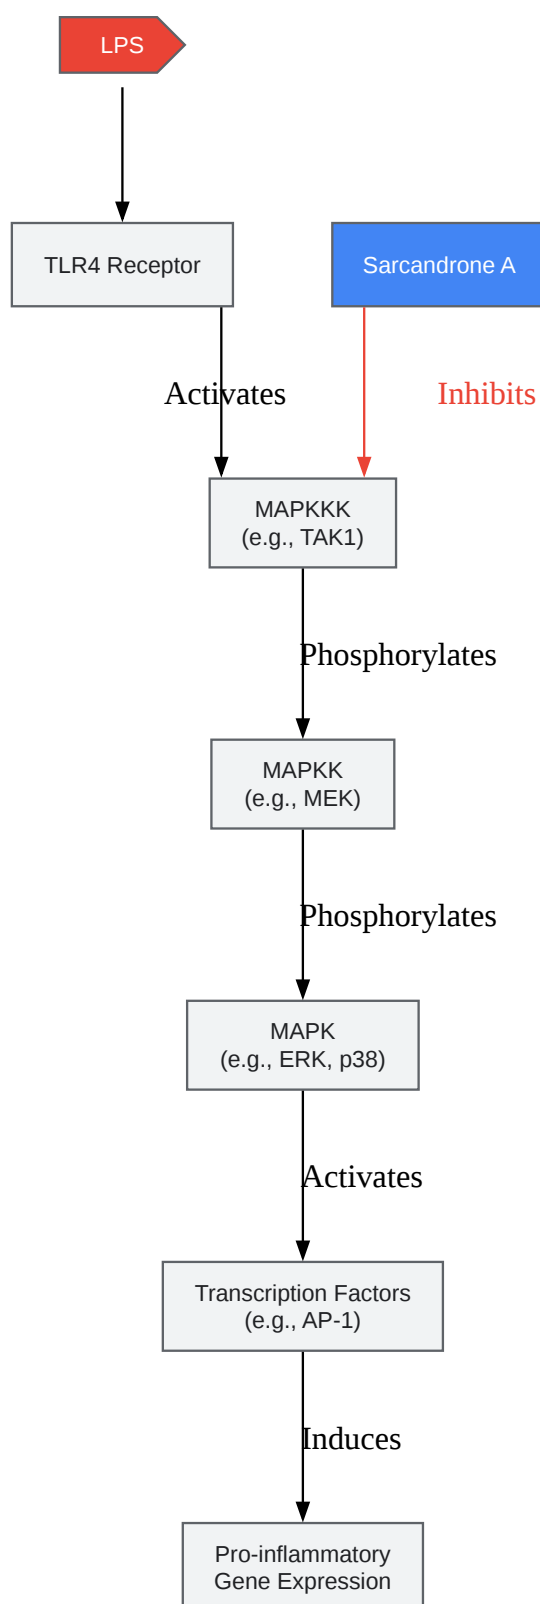 LPS
TLR4 Receptor
Sarcandrone A
Activates
Inhibits
MAPKKK
(e.g., TAK1)
Phosphorylates
MAPKK
(e.g., MEK)
Phosphorylates
MAPK
(e.g., ERK, p38)
Activates
Transcription Factors
(e.g., AP-1)
Induces
Pro-inflammatory
Gene Expression